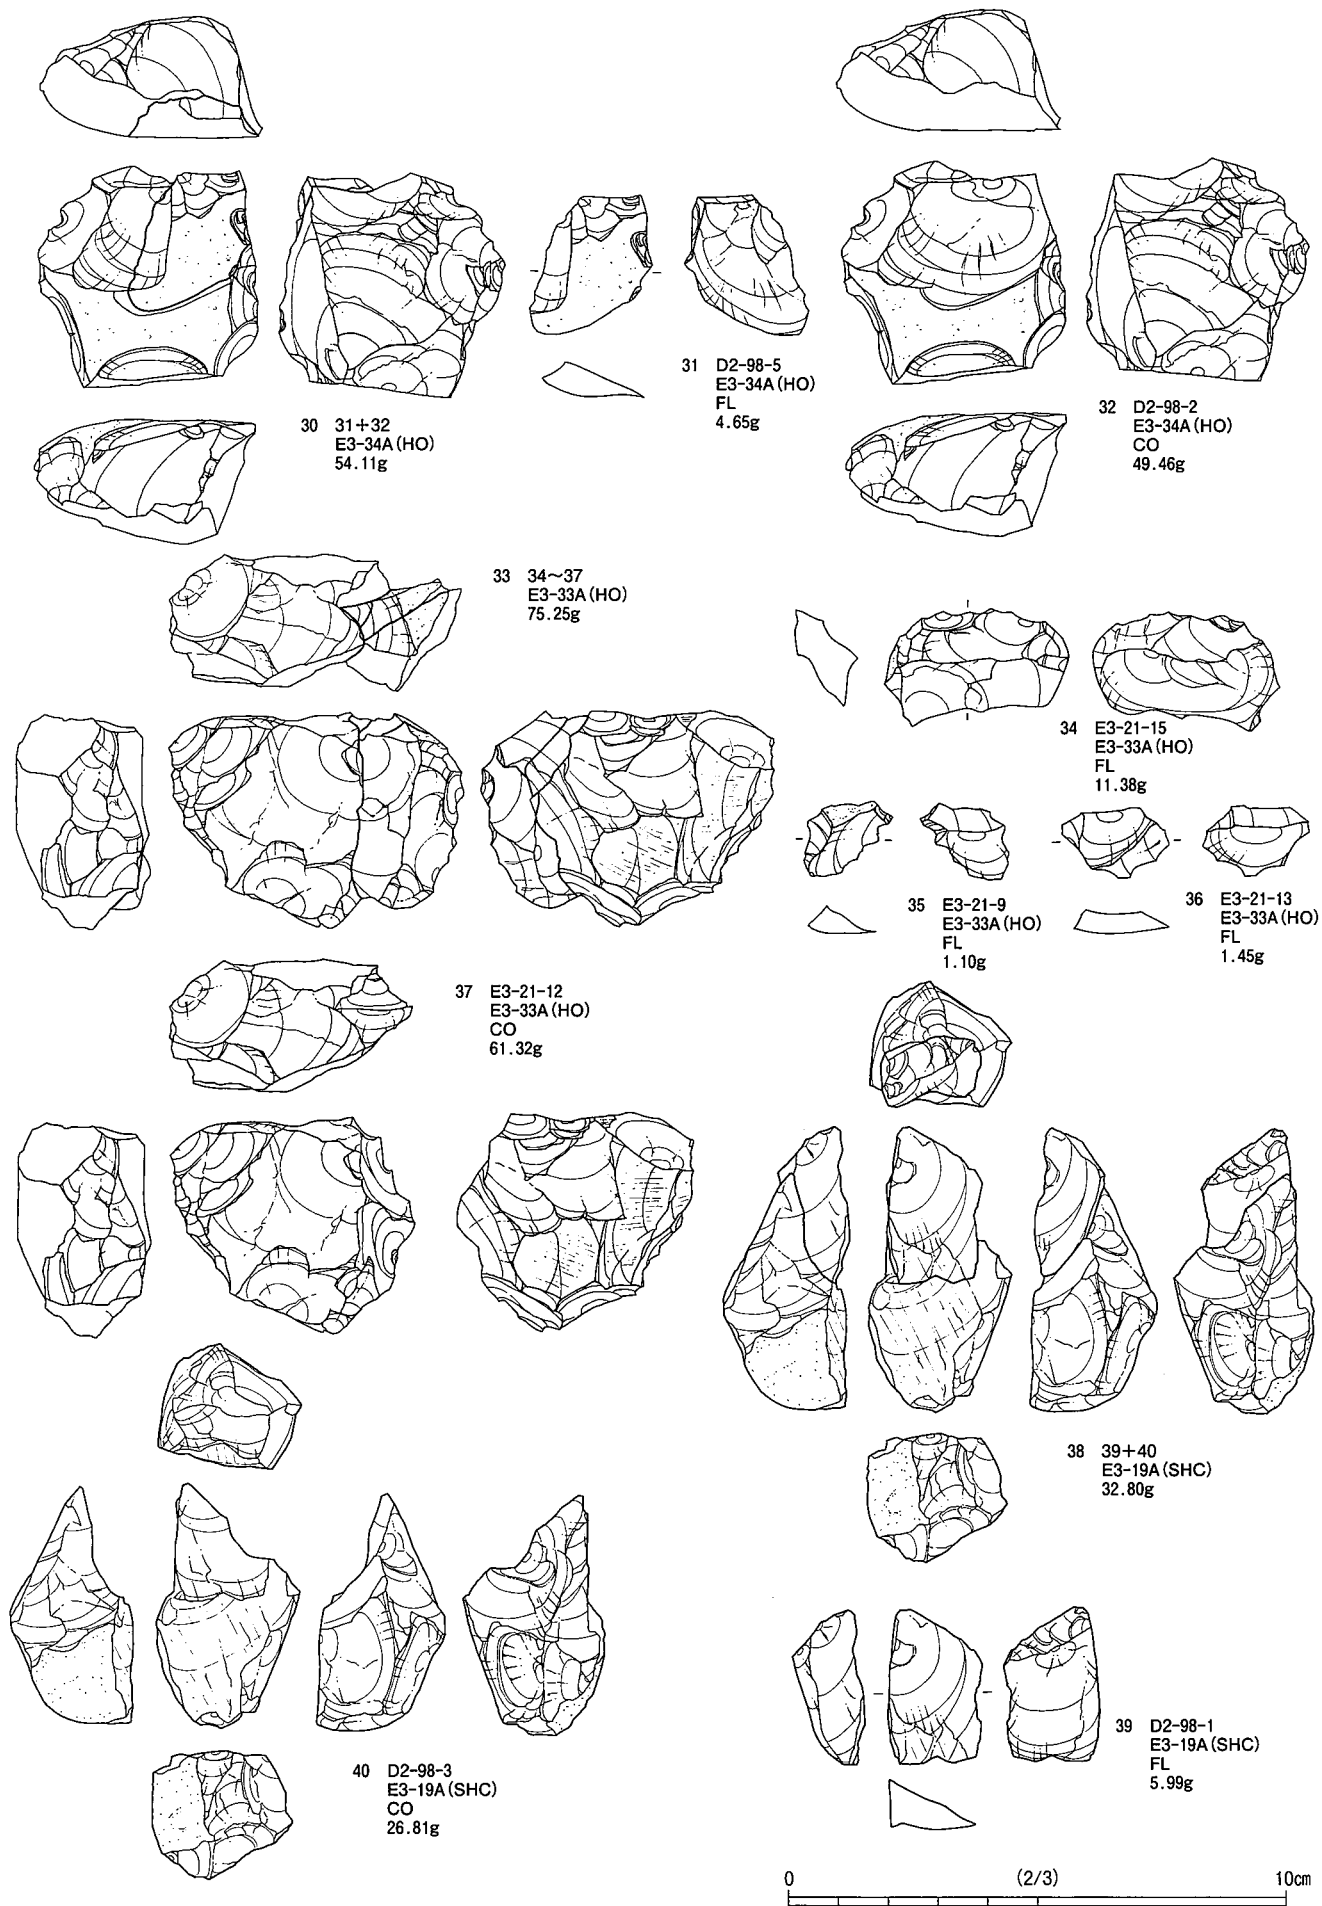 30 31+32
E3-34A(HO)
54.11g
31 D2-98-5
E3-34A(HO)
FL
4.65g
32 D2-98-2
E3-34A(HO)
CO
49.46g
33 34～37
E3-33A(HO)
75.25g
34 E3-21-15
E3-33A(HO)
FL
11.38g
35 E3-21-9
E3-33A(HO)
FL
1.10g
36 E3-21-13
E3-33A(HO)
FL
1.45g
37 E3-21-12
E3-33A(HO)
CO
61.32g
38 39+40
E3-19A(SHC)
32.80g
39 D2-98-1
E3-19A(SHC)
FL
5.99g
40 D2-98-3
E3-19A(SHC)
CO
26.81g
0 (2/3) 10cm